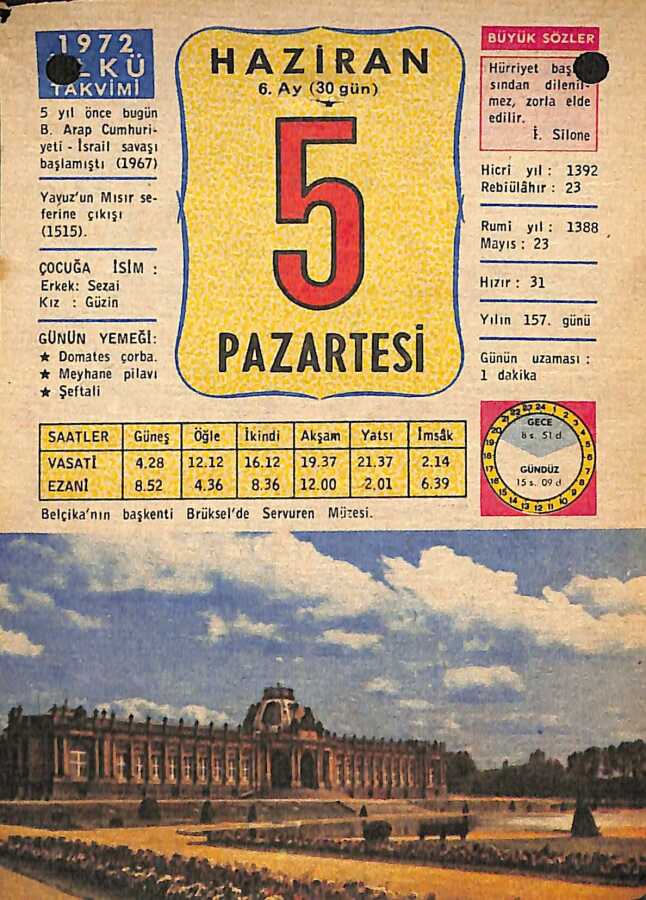 1972
ÜLKÜ
TAKVİMİ
5 yıl önce bugün
B. Arap Cumhuri-
yeti - İsrail savaşı
başlamıştı (1967)
Yavuz'un Mısır se-
ferine çıkışı
(1515).
ÇOCUĞA İSİM :
Erkek: Sezai
Kız : Güzin
GÜNÜN YEMEĞİ:
★ Domates çorba.
★ Meyhane pilavı
★ Şeftali
HAZİRAN
6. Ay (30 gün)
5
PAZARTESİ
BÜYÜK SÖZLER
Hürriyet
sından dilenil-
mez, zorla elde
edilir.
İ. Silone
Hicri yıl : 1392
Rebiülâhır : 23
Rumi yıl : 1388
Mayıs : 23
Hızır : 31
Yılın 157. günü
Günün uzaması :
1 dakika
SAATLER Güneş Öğle İkindi Akşam Yatsı İmsâk
VASATİ 4.28 12.12 16.12 19.37 21.37 2.14
EZANİ 8.52 4.36 8.36 12.00 2.01 6.39
GECE
8 s. 51 d.
GÜNDÜZ
15 s. 09 d.
Belçika'nın başkenti Brüksel'de Servuren Müzesi.